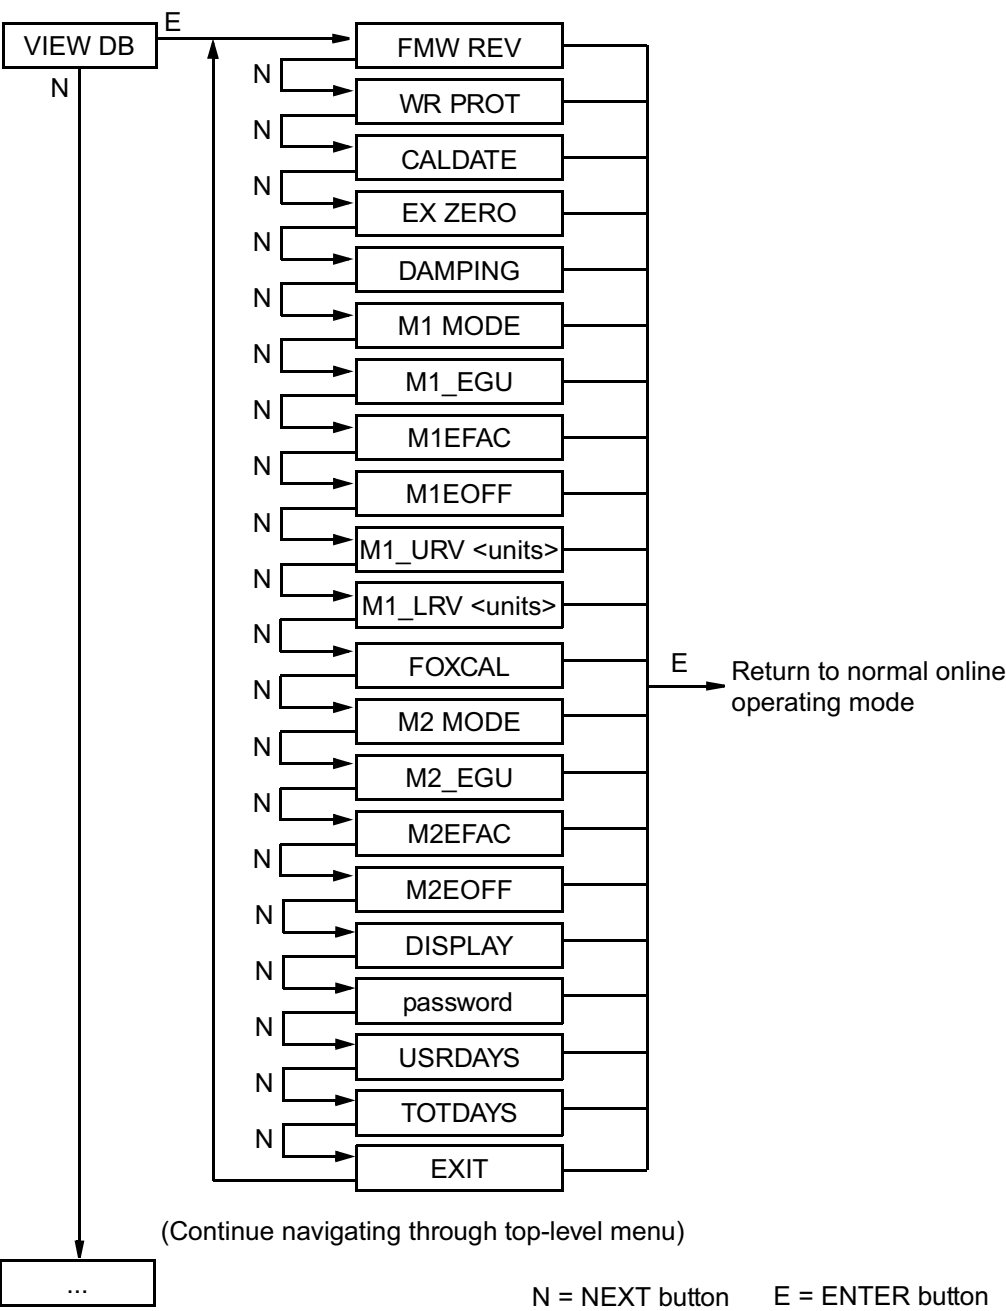 VIEW DB
E
N
FMW REV
N
WR PROT
N
CALDATE
N
EX ZERO
N
DAMPING
N
M1 MODE
N
M1_EGU
N
M1EFAC
N
M1EOFF
N
M1_URV <units>
N
M1_LRV <units>
N
FOXCAL
N
M2 MODE
N
M2_EGU
N
M2EFAC
N
M2EOFF
N
DISPLAY
N
password
N
USRDAYS
N
TOTDAYS
N
EXIT
E
Return to normal online
operating mode
(Continue navigating through top-level menu)
...
N = NEXT button
E = ENTER button